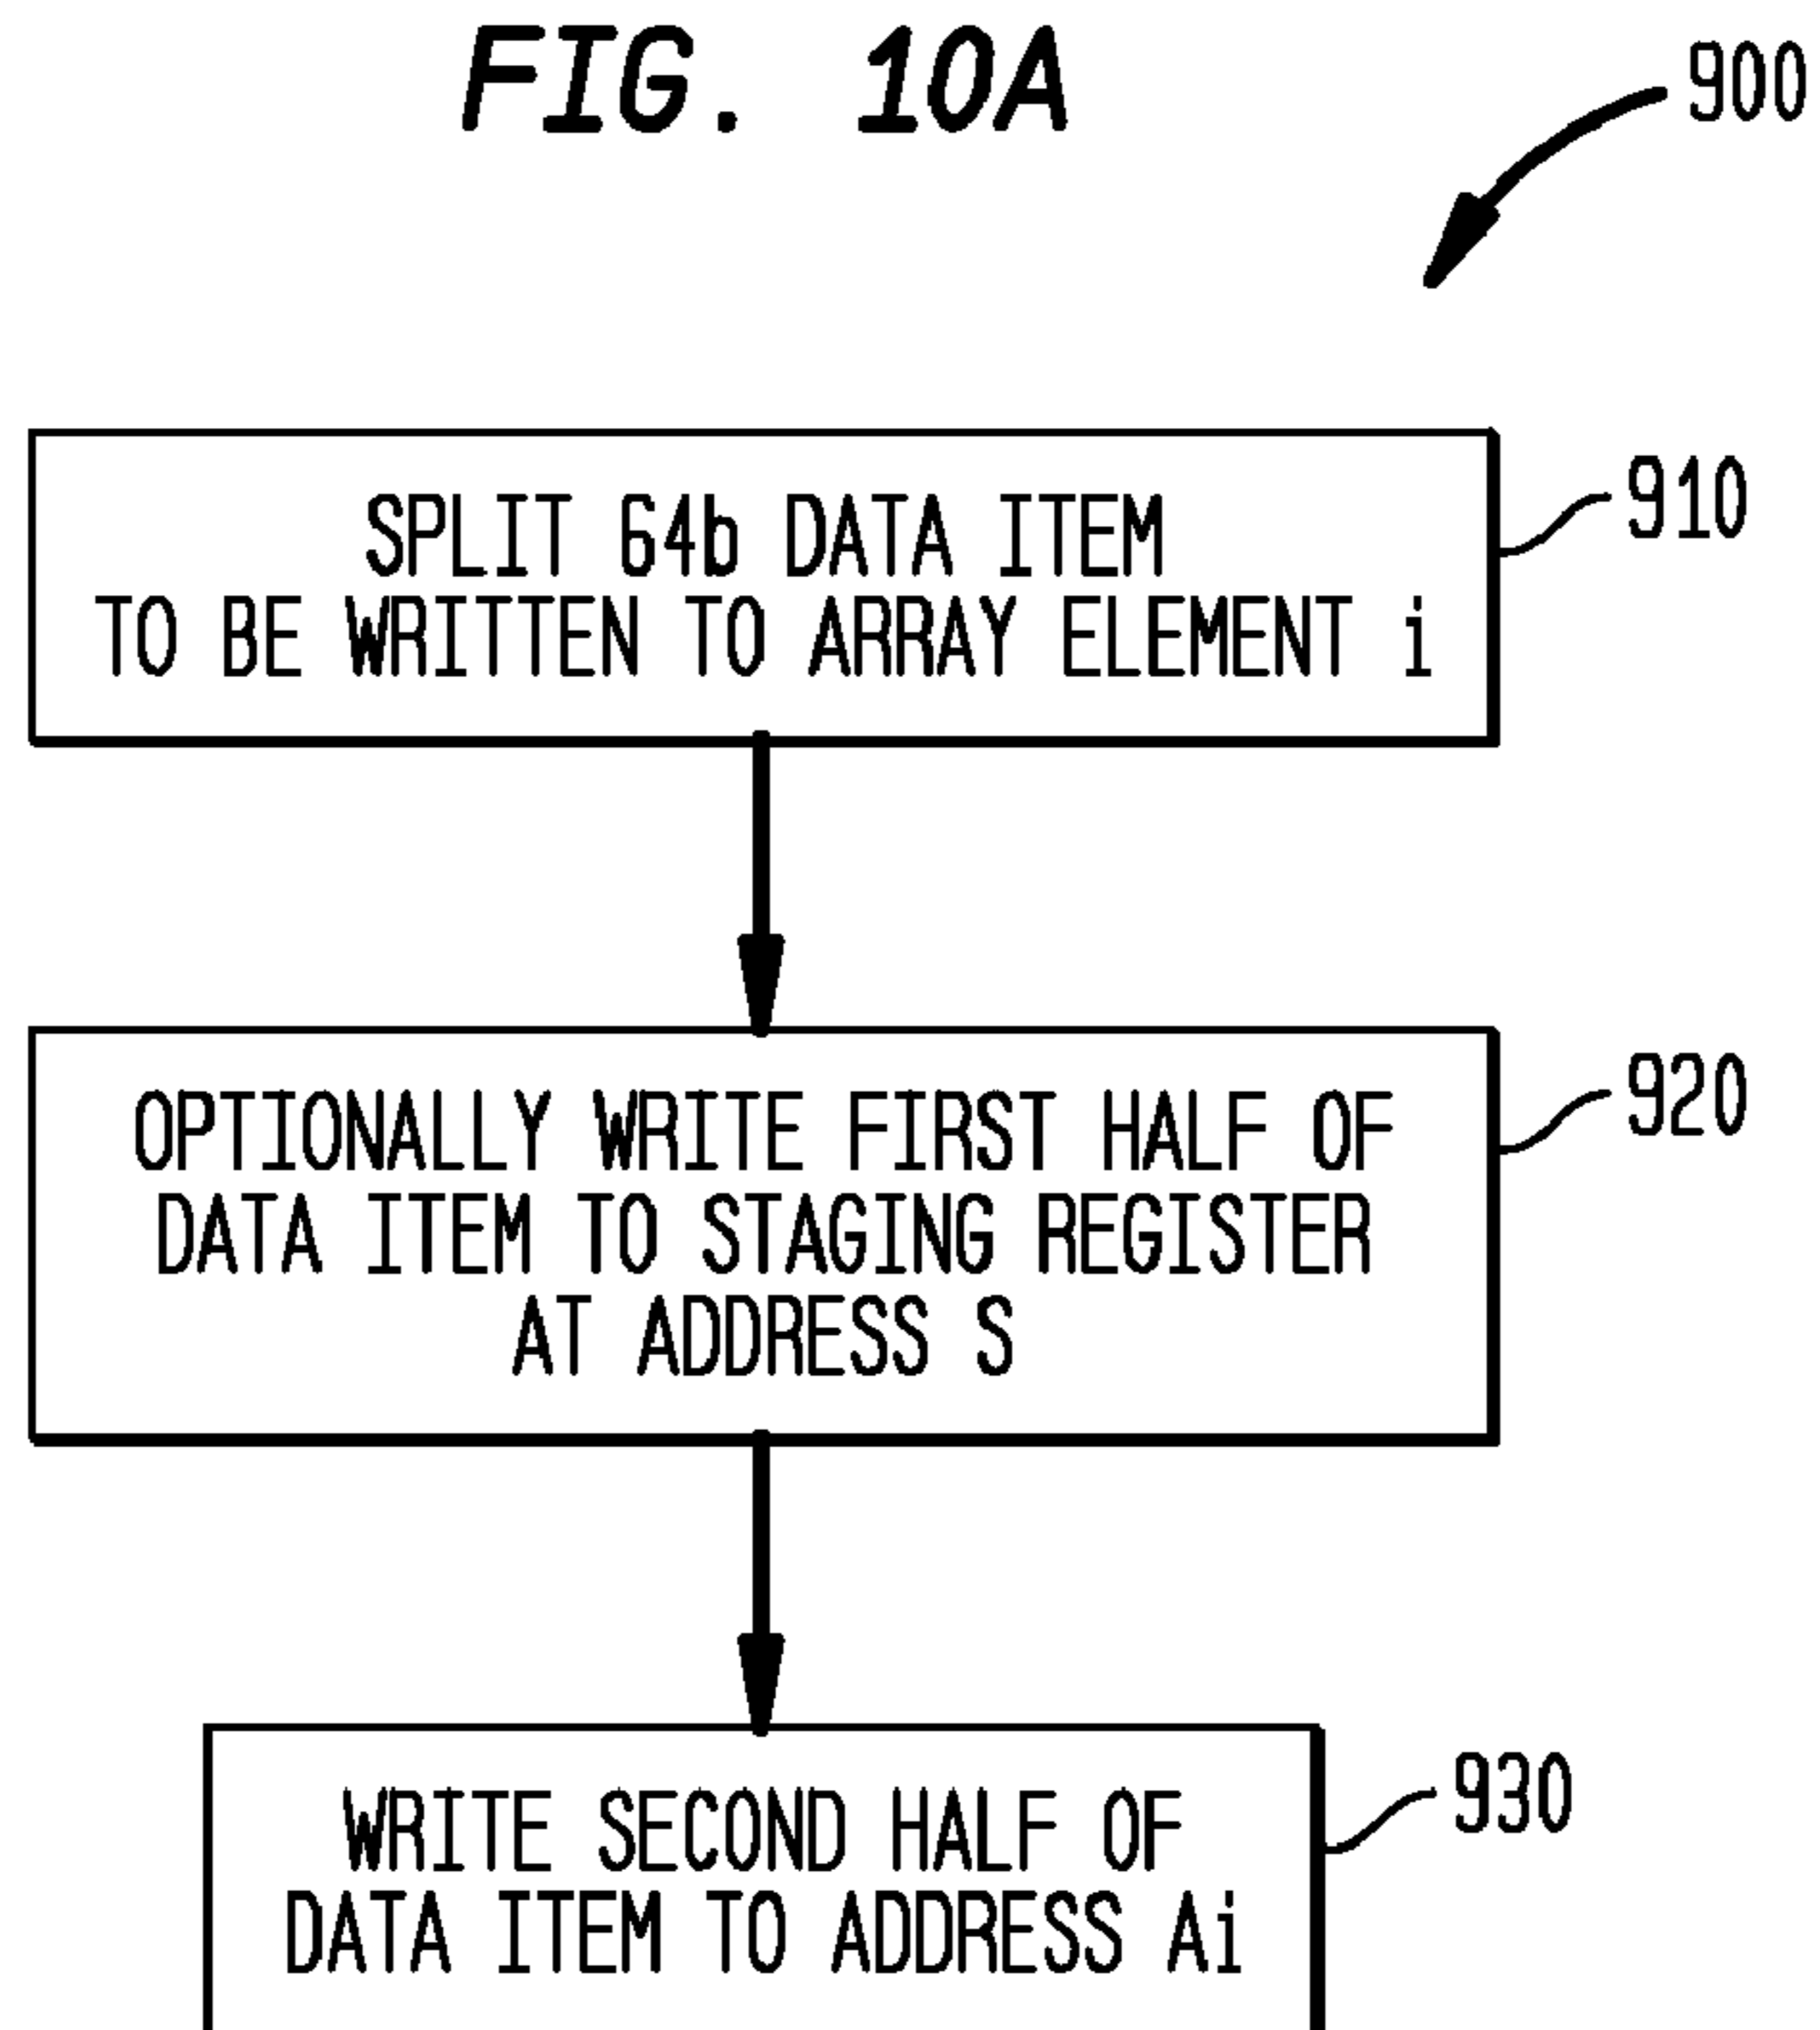 FIG. 10A
900
SPLIT 64b DATA ITEM
TO BE WRITTEN TO ARRAY ELEMENT i
910
OPTIONALLY WRITE FIRST HALF OF
DATA ITEM TO STAGING REGISTER
AT ADDRESS S
920
WRITE SECOND HALF OF
DATA ITEM TO ADDRESS Ai
930